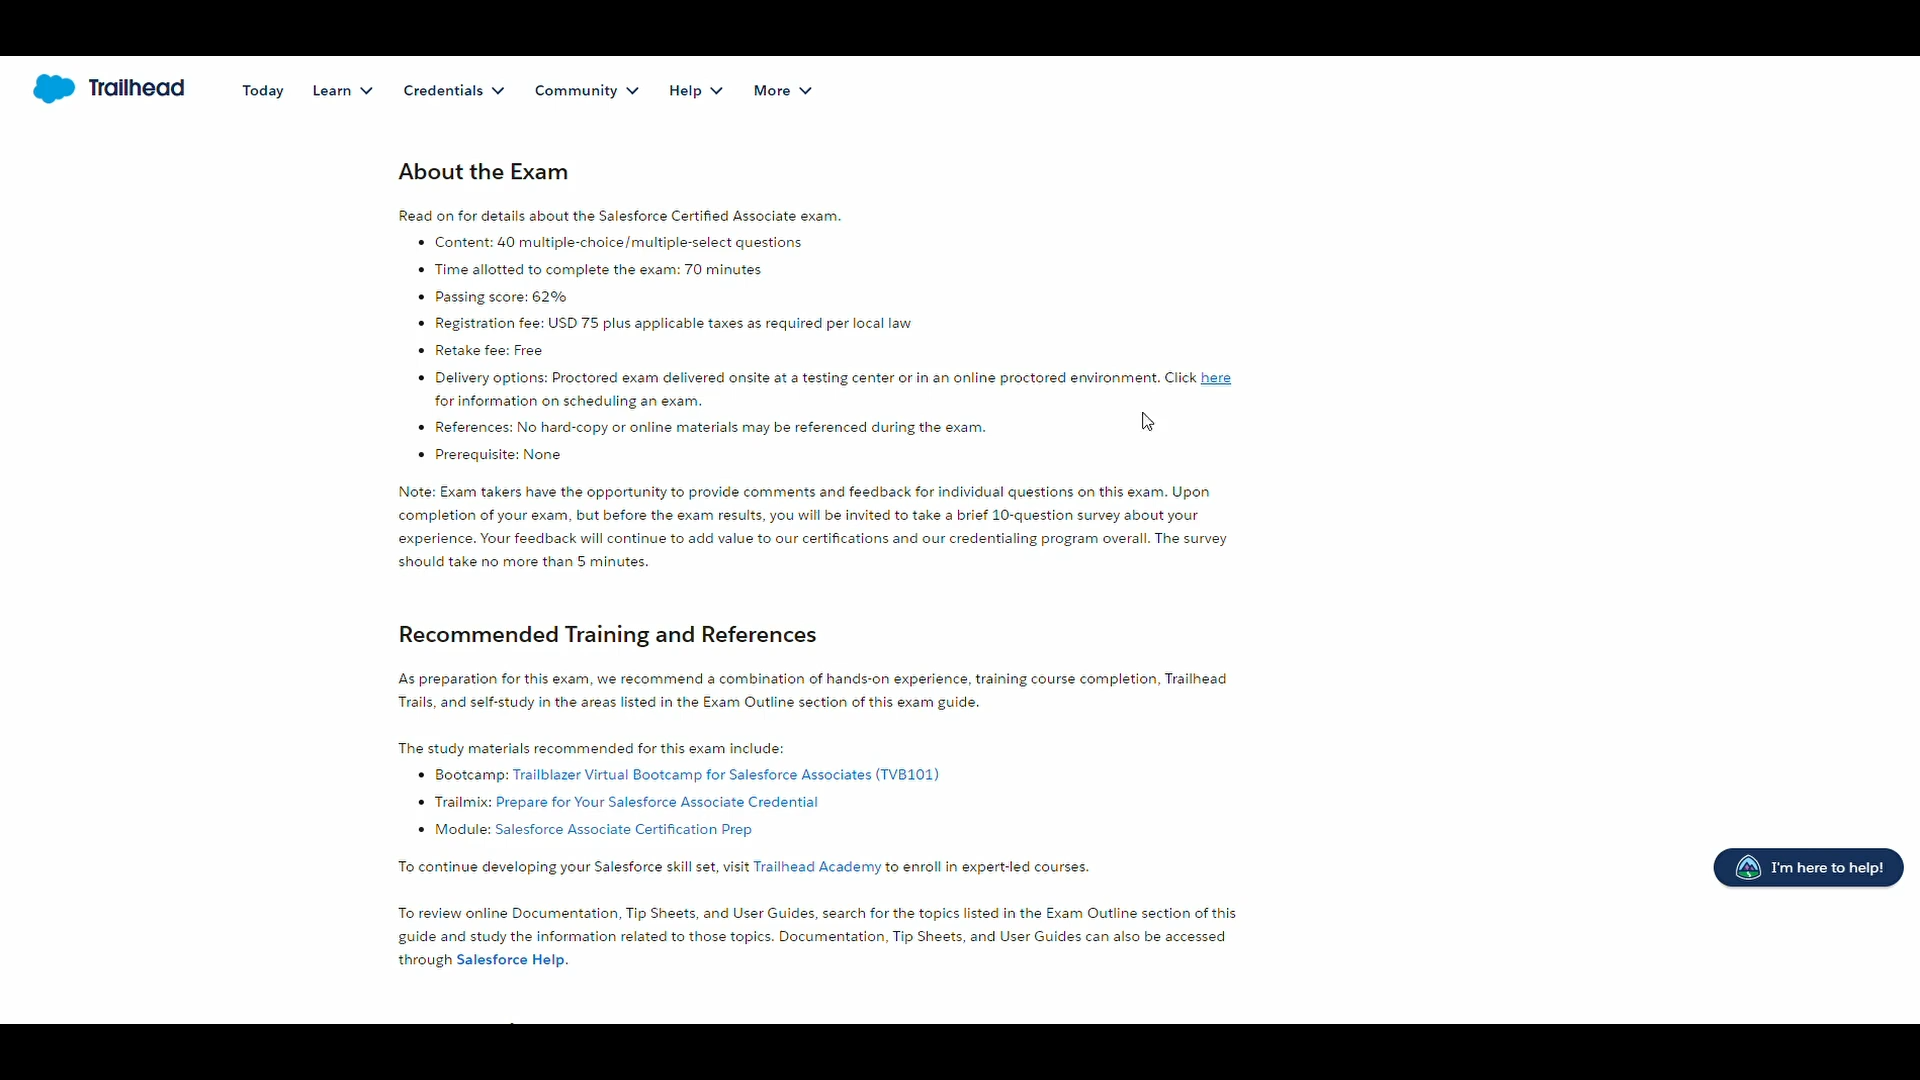 Trailhead
Today Learn Credentials Community Help More
About the Exam
Read on for details about the Salesforce Certified Associate exam.
• Content: 40 multiple-choice/multiple-select questions
• Time allotted to complete the exam: 70 minutes
• Passing score: 62%
• Registration fee: USD 75 plus applicable taxes as required per local law
• Retake fee: Free
• Delivery options: Proctored exam delivered onsite at a testing center or in an online proctored environment. Click here
for information on scheduling an exam.
• References: No hard-copy or online materials may be referenced during the exam.
• Prerequisite: None
Note: Exam takers have the opportunity to provide comments and feedback for individual questions on this exam. Upon
completion of your exam, but before the exam results, you will be invited to take a brief 10-question survey about your
experience. Your feedback will continue to add value to our certifications and our credentialing program overall. The survey
should take no more than 5 minutes.
Recommended Training and References
As preparation for this exam, we recommend a combination of hands-on experience, training course completion, Trailhead
Trails, and self-study in the areas listed in the Exam Outline section of this exam guide.
The study materials recommended for this exam include:
• Bootcamp: Trailblazer Virtual Bootcamp for Salesforce Associates (TVB101)
• Trailmix: Prepare for Your Salesforce Associate Credential
• Module: Salesforce Associate Certification Prep
To continue developing your Salesforce skill set, visit Trailhead Academy to enroll in expert-led courses.
I'm here to help!
To review online Documentation, Tip Sheets, and User Guides, search for the topics listed in the Exam Outline section of this
guide and study the information related to those topics. Documentation, Tip Sheets, and User Guides can also be accessed
through Salesforce Help.